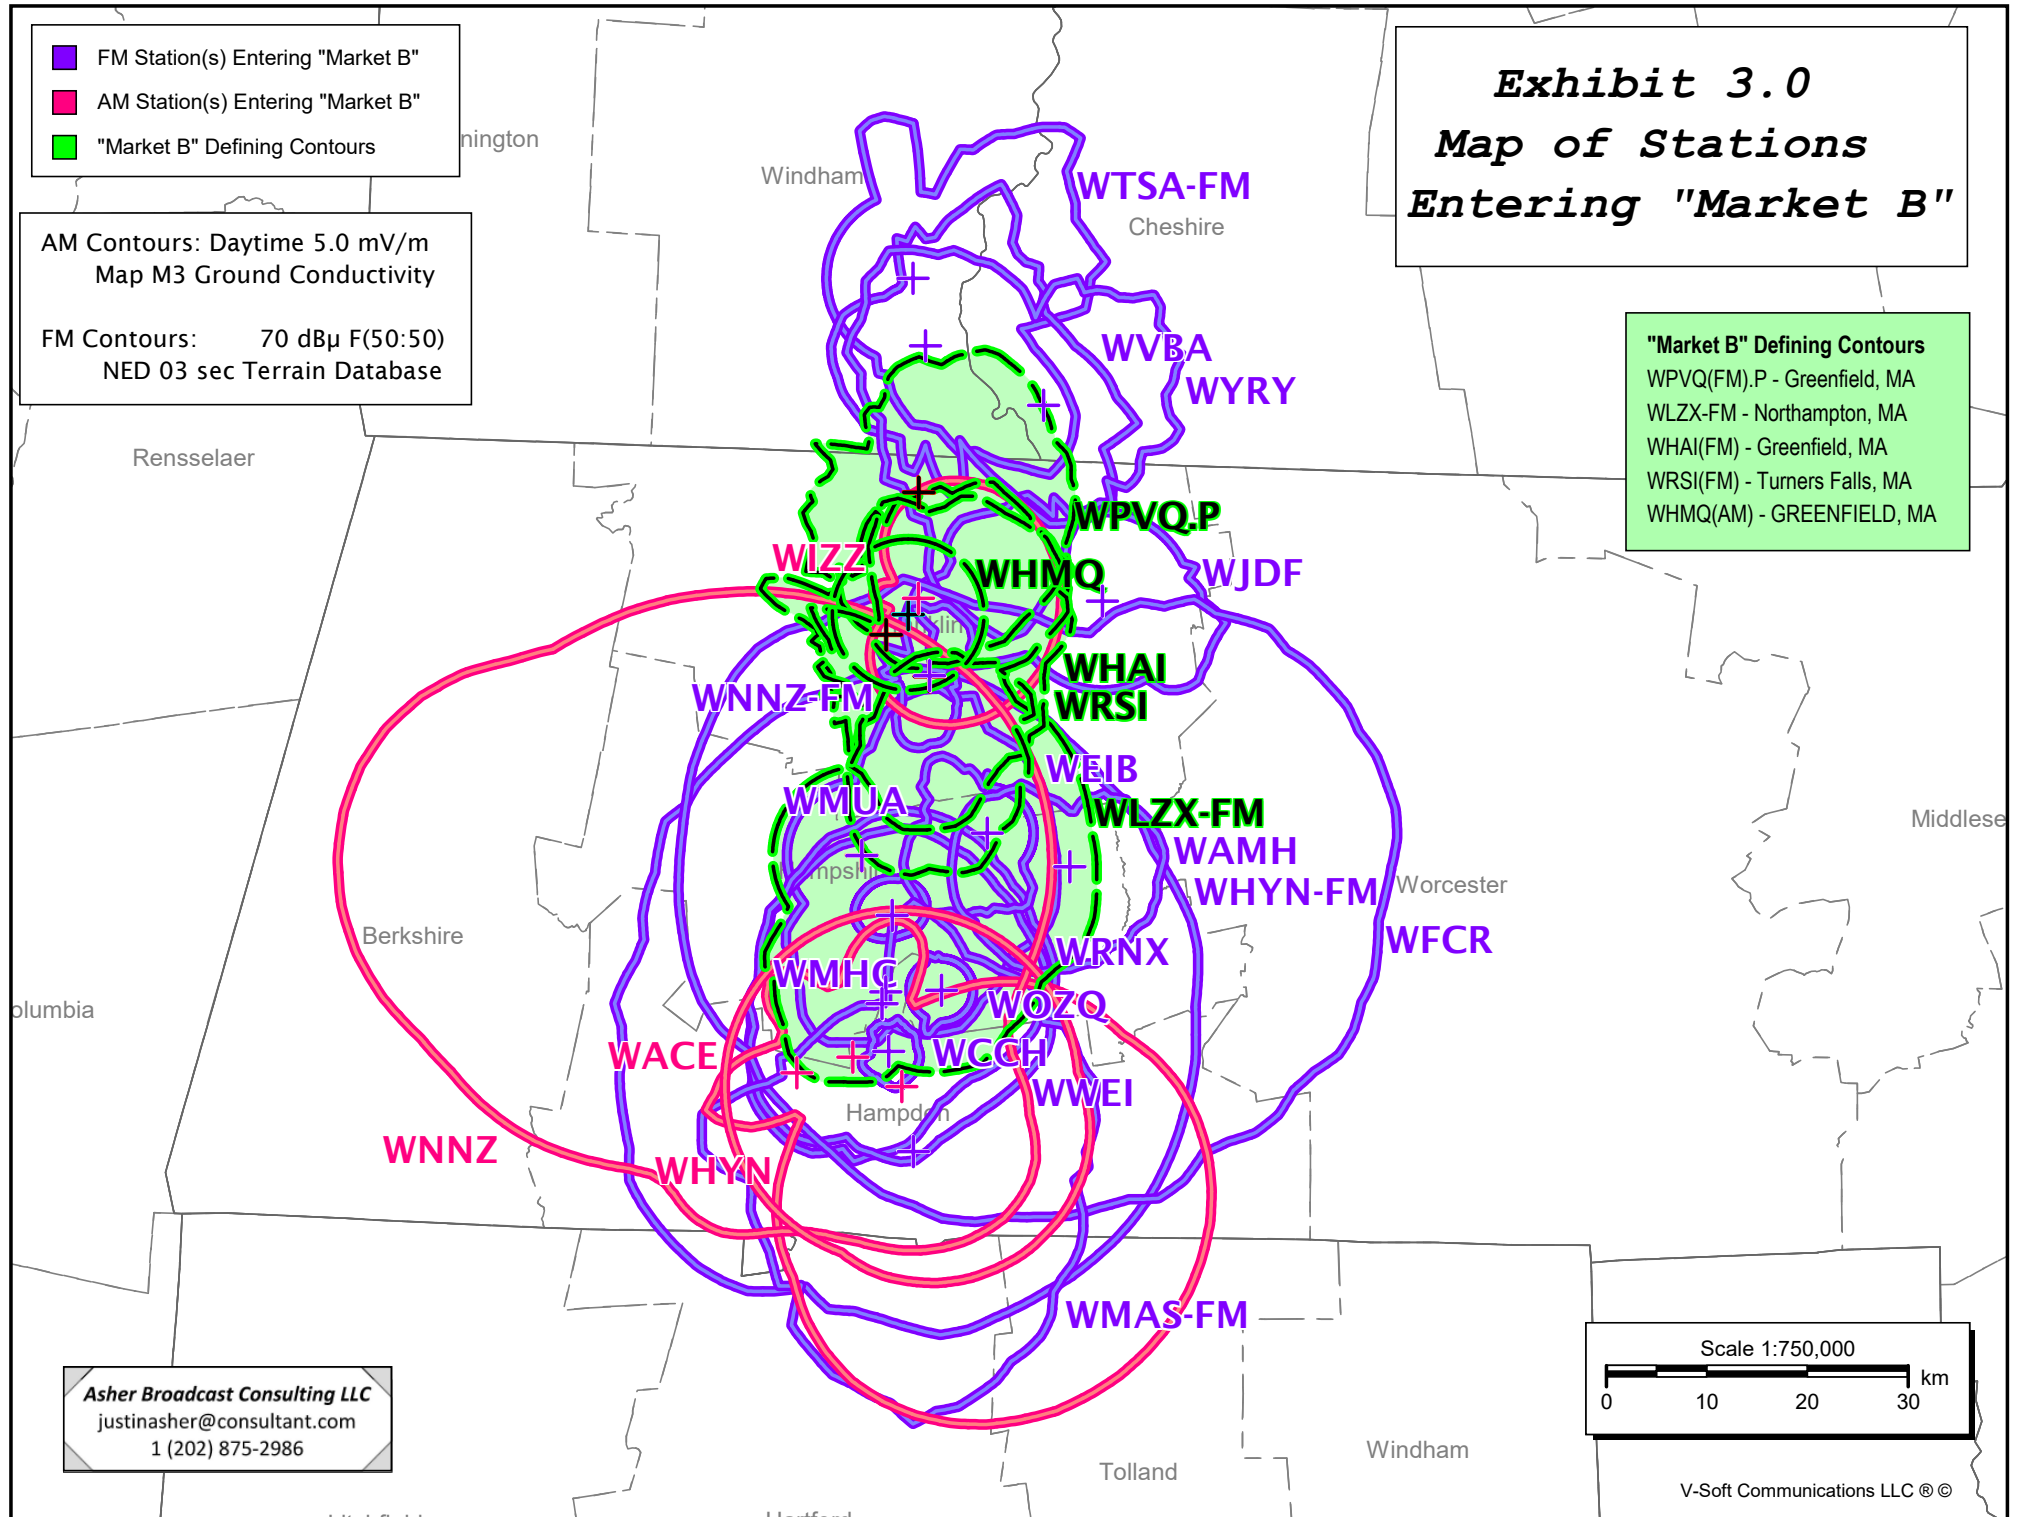 FM Station(s) Entering "Market B"
AM Station(s) Entering "Market B"
"Market B" Defining Contours
AM Contours: Daytime 5.0 mV/m
Map M3 Ground Conductivity
FM Contours: 70 dBµ F(50:50)
NED 03 sec Terrain Database
Exhibit 3.0
Map of Stations
Entering "Market B"
"Market B" Defining Contours
WPVQ(FM).P - Greenfield, MA
WLZX-FM - Northampton, MA
WHAI(FM) - Greenfield, MA
WRSI(FM) - Turners Falls, MA
WHMQ(AM) - GREENFIELD, MA
nington
Windham
WTSA-FM
Cheshire
WVBA
WYRY
Rensselaer
WPVQ.P
WIZZ
WHMQ
WJDF
klin
WHAI
WNNZ-FM
WRSI
WEIB
WMUA
WLZX-FM
Middlese
WAMH
mpshi
WHYN-FM
Worcester
Berkshire
WFCR
WRNX
WMHC
WOZQ
olumbia
WACE
WCCH
WWEI
Hampden
WNNZ
WHYN
WMAS-FM
Asher Broadcast Consulting LLC
justinasher@consultant.com
1 (202) 875-2986
Scale 1:750,000
km
0 10 20 30
Windham
Tolland
V-Soft Communications LLC ® ©